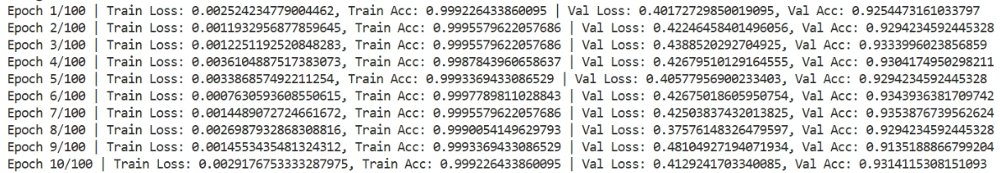 Epoch 1/100 | Train Loss: 0.002524234779004462, Train Acc: 0.999226433860095 | Val Loss: 0.40172729850019095, Val Acc: 0.9254473161033797
Epoch 2/100 | Train Loss: 0.0011932956877859645, Train Acc: 0.9995579622057686 | Val Loss: 0.42246458401496056, Val Acc: 0.9294234592445328
Epoch 3/100 | Train Loss: 0.0012251192520848283, Train Acc: 0.9995579622057686 | Val Loss: 0.4388520292704925, Val Acc: 0.9333996023856859
Epoch 4/100 | Train Loss: 0.0036104887517383073, Train Acc: 0.9987843960658637 | Val Loss: 0.42679510129164555, Val Acc: 0.9304174950298211
Epoch 5/100 | Train Loss: 0.003386857492211254, Train Acc: 0.9993369433086529 | Val Loss: 0.40577956900233403, Val Acc: 0.9294234592445328
Epoch 6/100 | Train Loss: 0.0007630593608550615, Train Acc: 0.9997789811028843 | Val Loss: 0.42675018605950754, Val Acc: 0.9343936381709742
Epoch 7/100 | Train Loss: 0.0014489072724661672, Train Acc: 0.9995579622057686 | Val Loss: 0.42503837432013825, Val Acc: 0.9353876739562624
Epoch 8/100 | Train Loss: 0.0026987932868308816, Train Acc: 0.9990054149629793 | Val Loss: 0.37576148326479597, Val Acc: 0.9294234592445328
Epoch 9/100 | Train Loss: 0.0014553435481324312, Train Acc: 0.9993369433086529 | Val Loss: 0.48104927194071934, Val Acc: 0.9135188866799204
Epoch 10/100 | Train Loss: 0.0029176753333287975, Train Acc: 0.999226433860095 | Val Loss: 0.4129241703340085, Val Acc: 0.9314115308151093